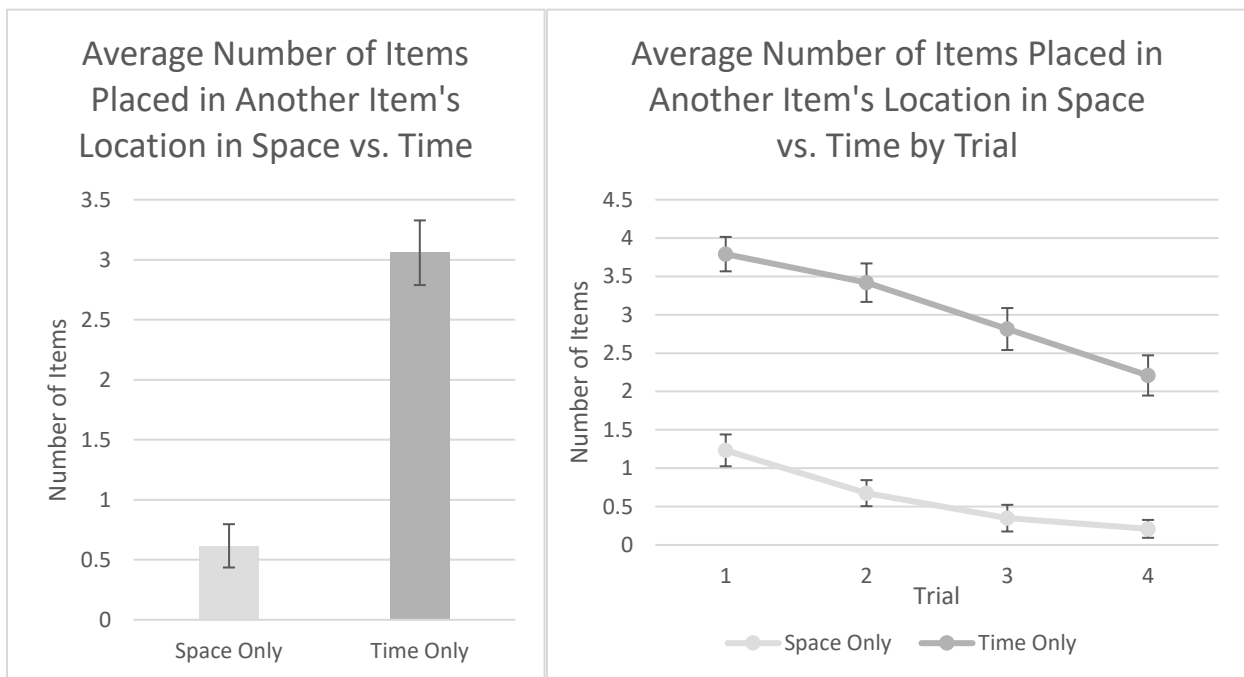 Average Number of Items
Placed in Another Item's
Location in Space vs. Time
Number of Items
3.5
3
2.5
2
1.5
1
0.5
0
Space Only
Time Only
Average Number of Items Placed in
Another Item's Location in Space
vs. Time by Trial
Number of Items
4.5
4
3.5
3
2.5
2
1.5
1
0.5
0
1 2 3 4
Trial
Space Only
Time Only